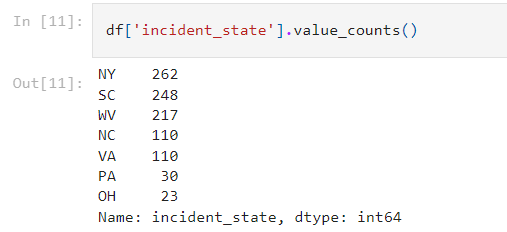 In [11]: df['incident_state'].value_counts()
Out[11]: NY    262
SC    248
WV    217
NC    110
VA    110
PA     30
OH     23
Name: incident_state, dtype: int64